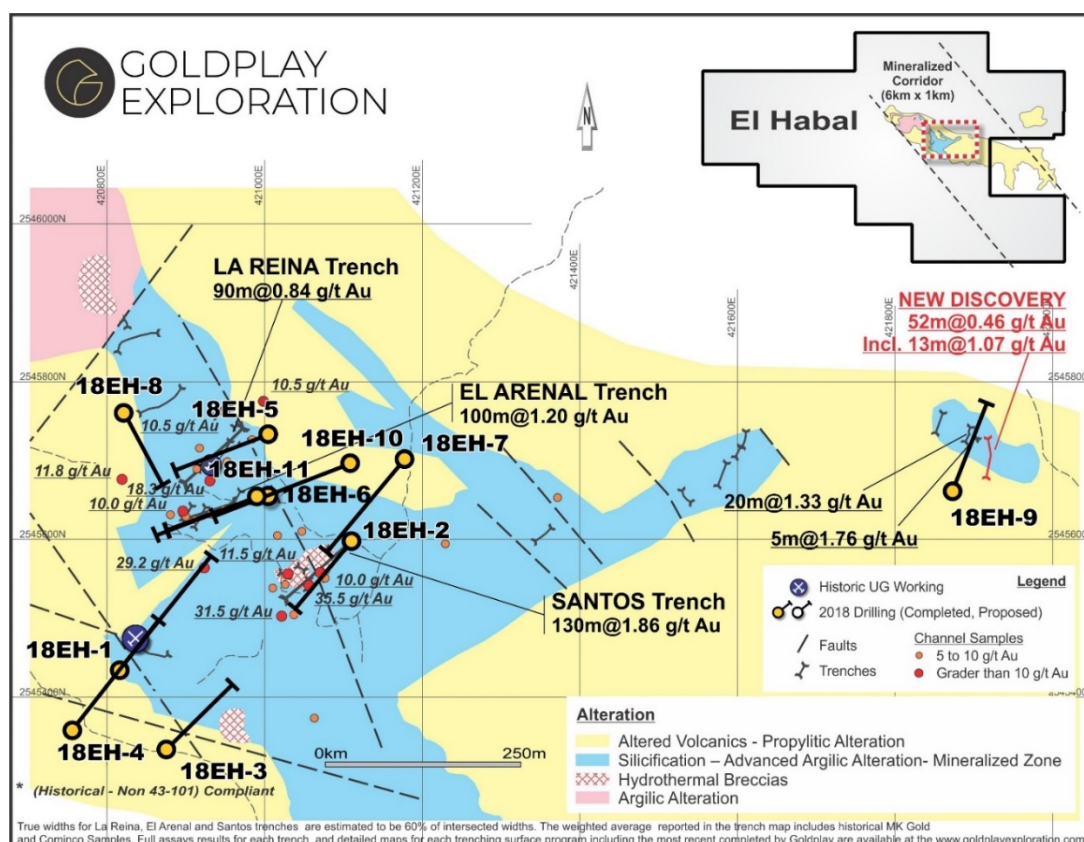 GOLDPLAY
EXPLORATION
N
Mineralized
Corridor
(6km x 1km)
El Habal
420800E
421000E
421200E
421400E
421600E
421800E
2546000N
LA REINA Trench
90m@0.84 g/t Au
NEW DISCOVERY
52m@0.46 g/t Au
Incl. 13m@1.07 g/t Au
2545800N
2545800N
18EH-8
18EH-5
10.5 g/t Au
EL ARENAL Trench
100m@1.20 g/t Au
10.5 g/t Au
18EH-10
18EH-7
11.8 g/t Au
18EH-11
18.3 g/t Au
18EH-6
10.0 g/t Au
20m@1.33 g/t Au
18EH-9
18EH-2
5m@1.76 g/t Au
2545600N
2545600N
29.2 g/t Au
11.5 g/t Au
10.0 g/t Au
35.5 g/t Au
31.5 g/t Au
SANTOS Trench
130m@1.86 g/t Au
18EH-1
18EH-4
18EH-3
Legend
Historic UG Working
2018 Drilling (Completed, Proposed)
Faults
Trenches
Channel Samples
5 to 10 g/t Au
Grader than 10 g/t Au
0km
250m
Alteration
Altered Volcanics - Propylitic Alteration
Silicification – Advanced Argilic Alteration- Mineralized Zone
Hydrothermal Breccias
Argilic Alteration
* (Historical - Non 43-101) Compliant
True widths for La Reina, El Arenal and Santos trenches are estimated to be 60% of intersected widths. The weighted average reported in the trench map includes historical MK Gold
and Cominco Samples. Full assays results for each trench, and detailed maps for each trenching surface program including the most recent completed by Goldplay are available at the www.goldplayexploration.com